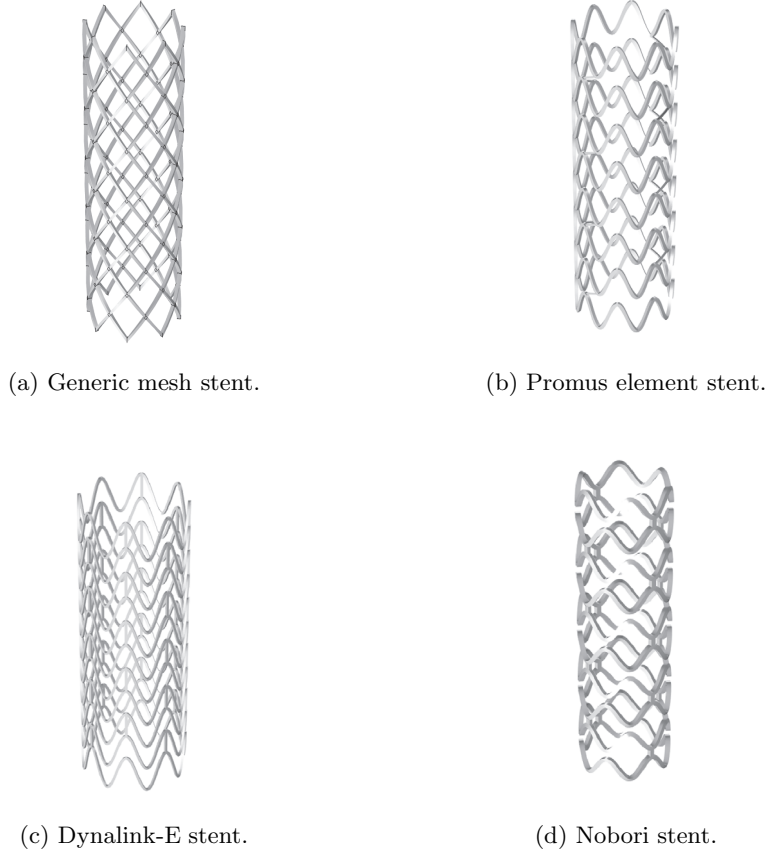 (a) Generic mesh stent.
(b) Promus element stent.
(c) Dynalink-E stent.
(d) Nobori stent.